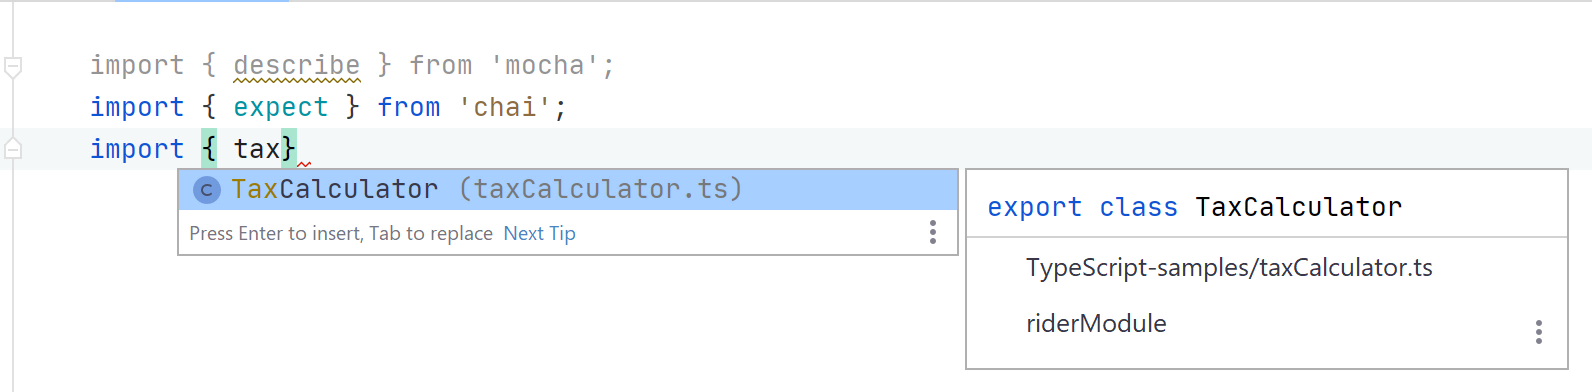 import { describe } from 'mocha';
import { expect } from 'chai';
import { tax}
C TaxCalculator (taxCalculator.ts)
Press Enter to insert, Tab to replace Next Tip
export class TaxCalculator
TypeScript-samples/taxCalculator.ts
riderModule